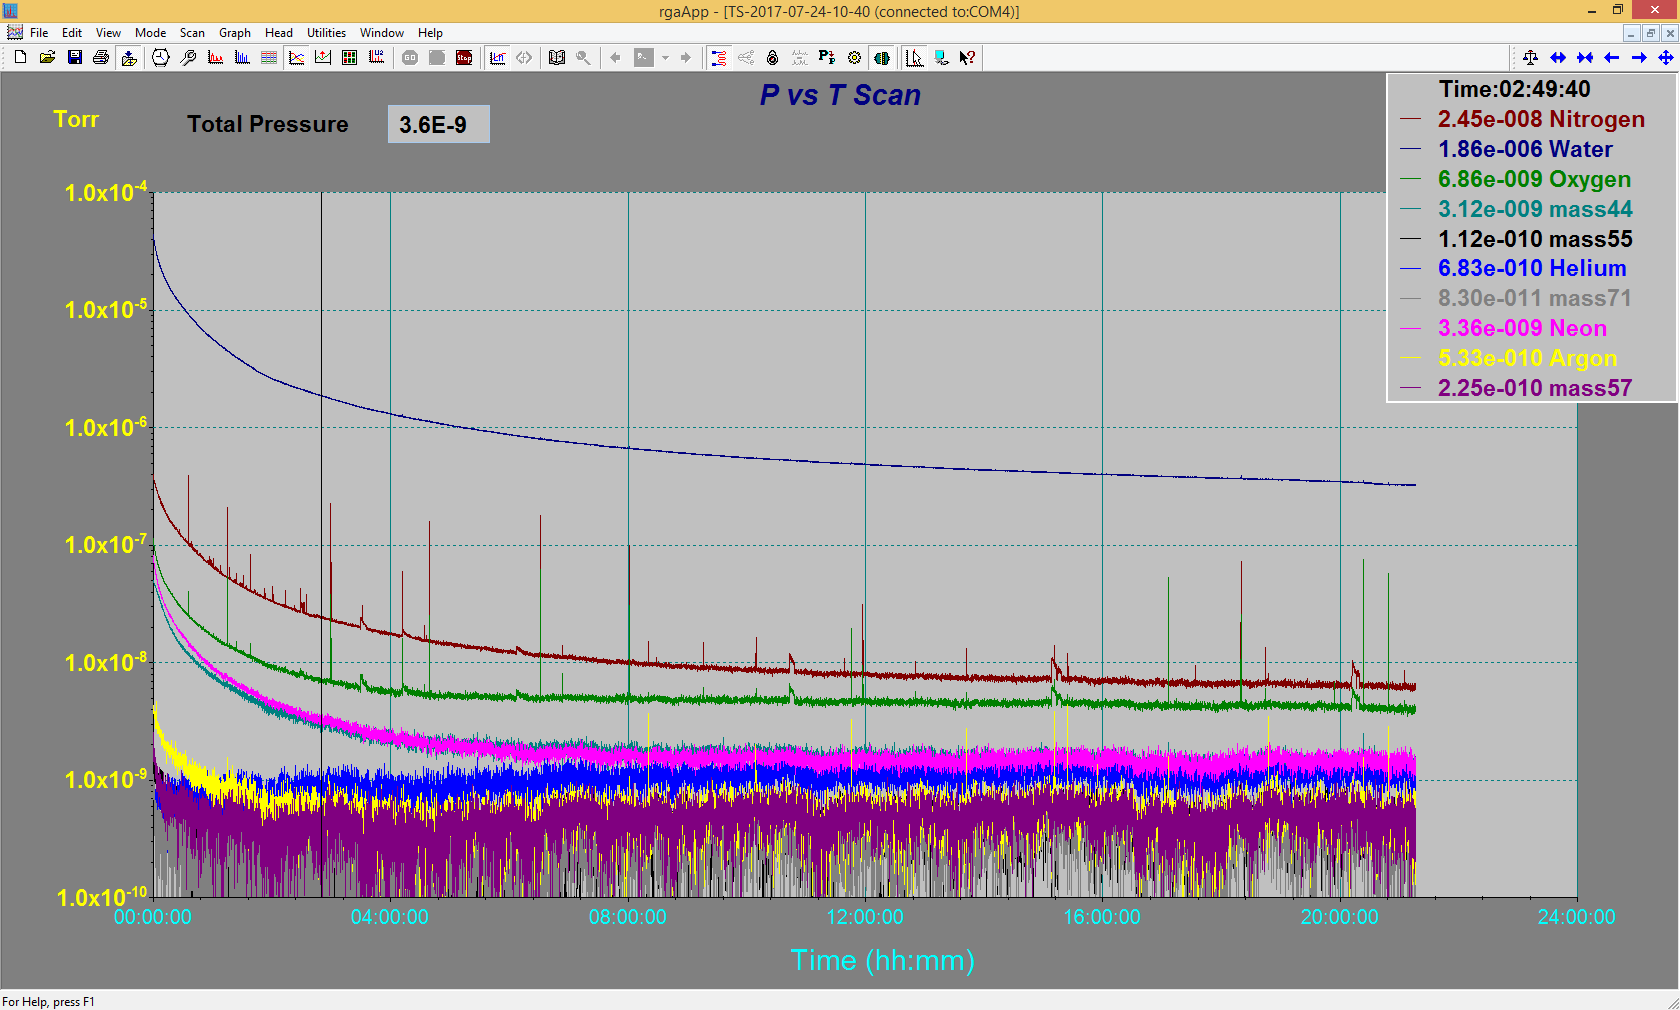 rgaApp - [TS-2017-07-24-10-40 (connected to:COM4)]
File Edit View Mode Scan Graph Head Utilities Window Help
GO Stop
P vs T Scan
Torr
Total Pressure 3.6E-9
Time:02:49:40
2.45e-008 Nitrogen
1.86e-006 Water
6.86e-009 Oxygen
3.12e-009 mass44
1.12e-010 mass55
6.83e-010 Helium
8.30e-011 mass71
3.36e-009 Neon
5.33e-010 Argon
2.25e-010 mass57
1.0x10-4
1.0x10-5
1.0x10-6
1.0x10-7
1.0x10-8
1.0x10-9
1.0x10-10
00:00:00 04:00:00 08:00:00 12:00:00 16:00:00 20:00:00 24:00:00
Time (hh:mm)
For Help, press F1